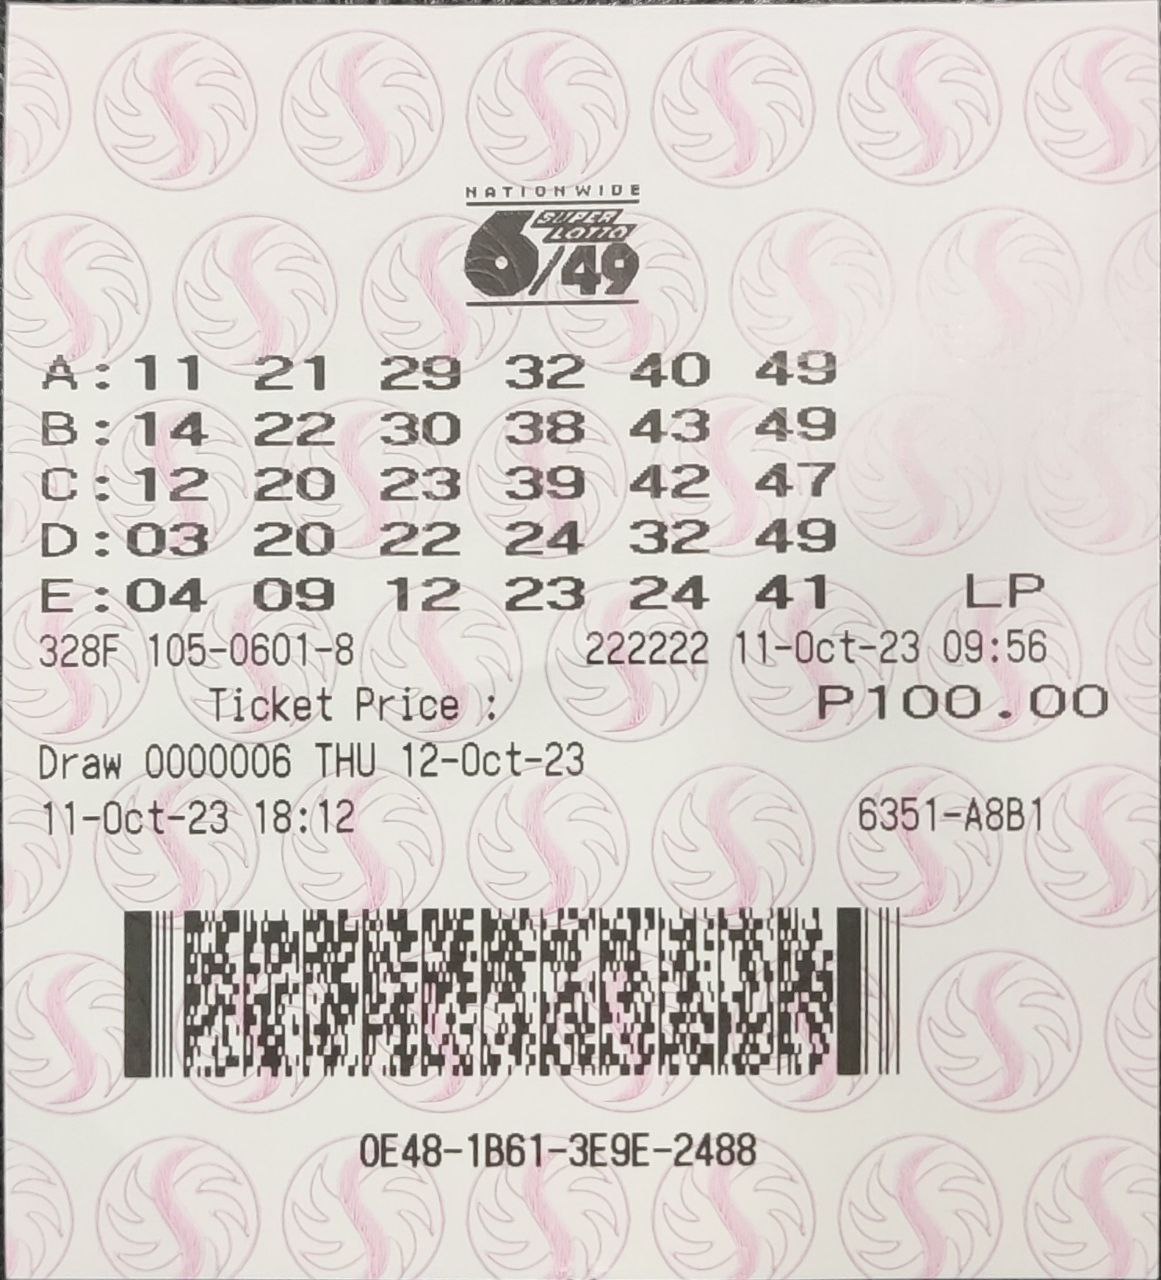 NATIONWIDE
SUPER
LOTTO
6/49
A:11 21 29 32 40 49
B:14 22 30 38 43 49
C:12 20 23 39 42 47
D:03 20 22 24 32 49
E:04 09 12 23 24 41 LP
328F 105-0601-8 222222 11-Oct-23 09:56
Ticket Price : P100.00
Draw 0000006 THU 12-Oct-23
11-Oct-23 18:12 6351-A8B1
0E48-1B61-3E9E-2488